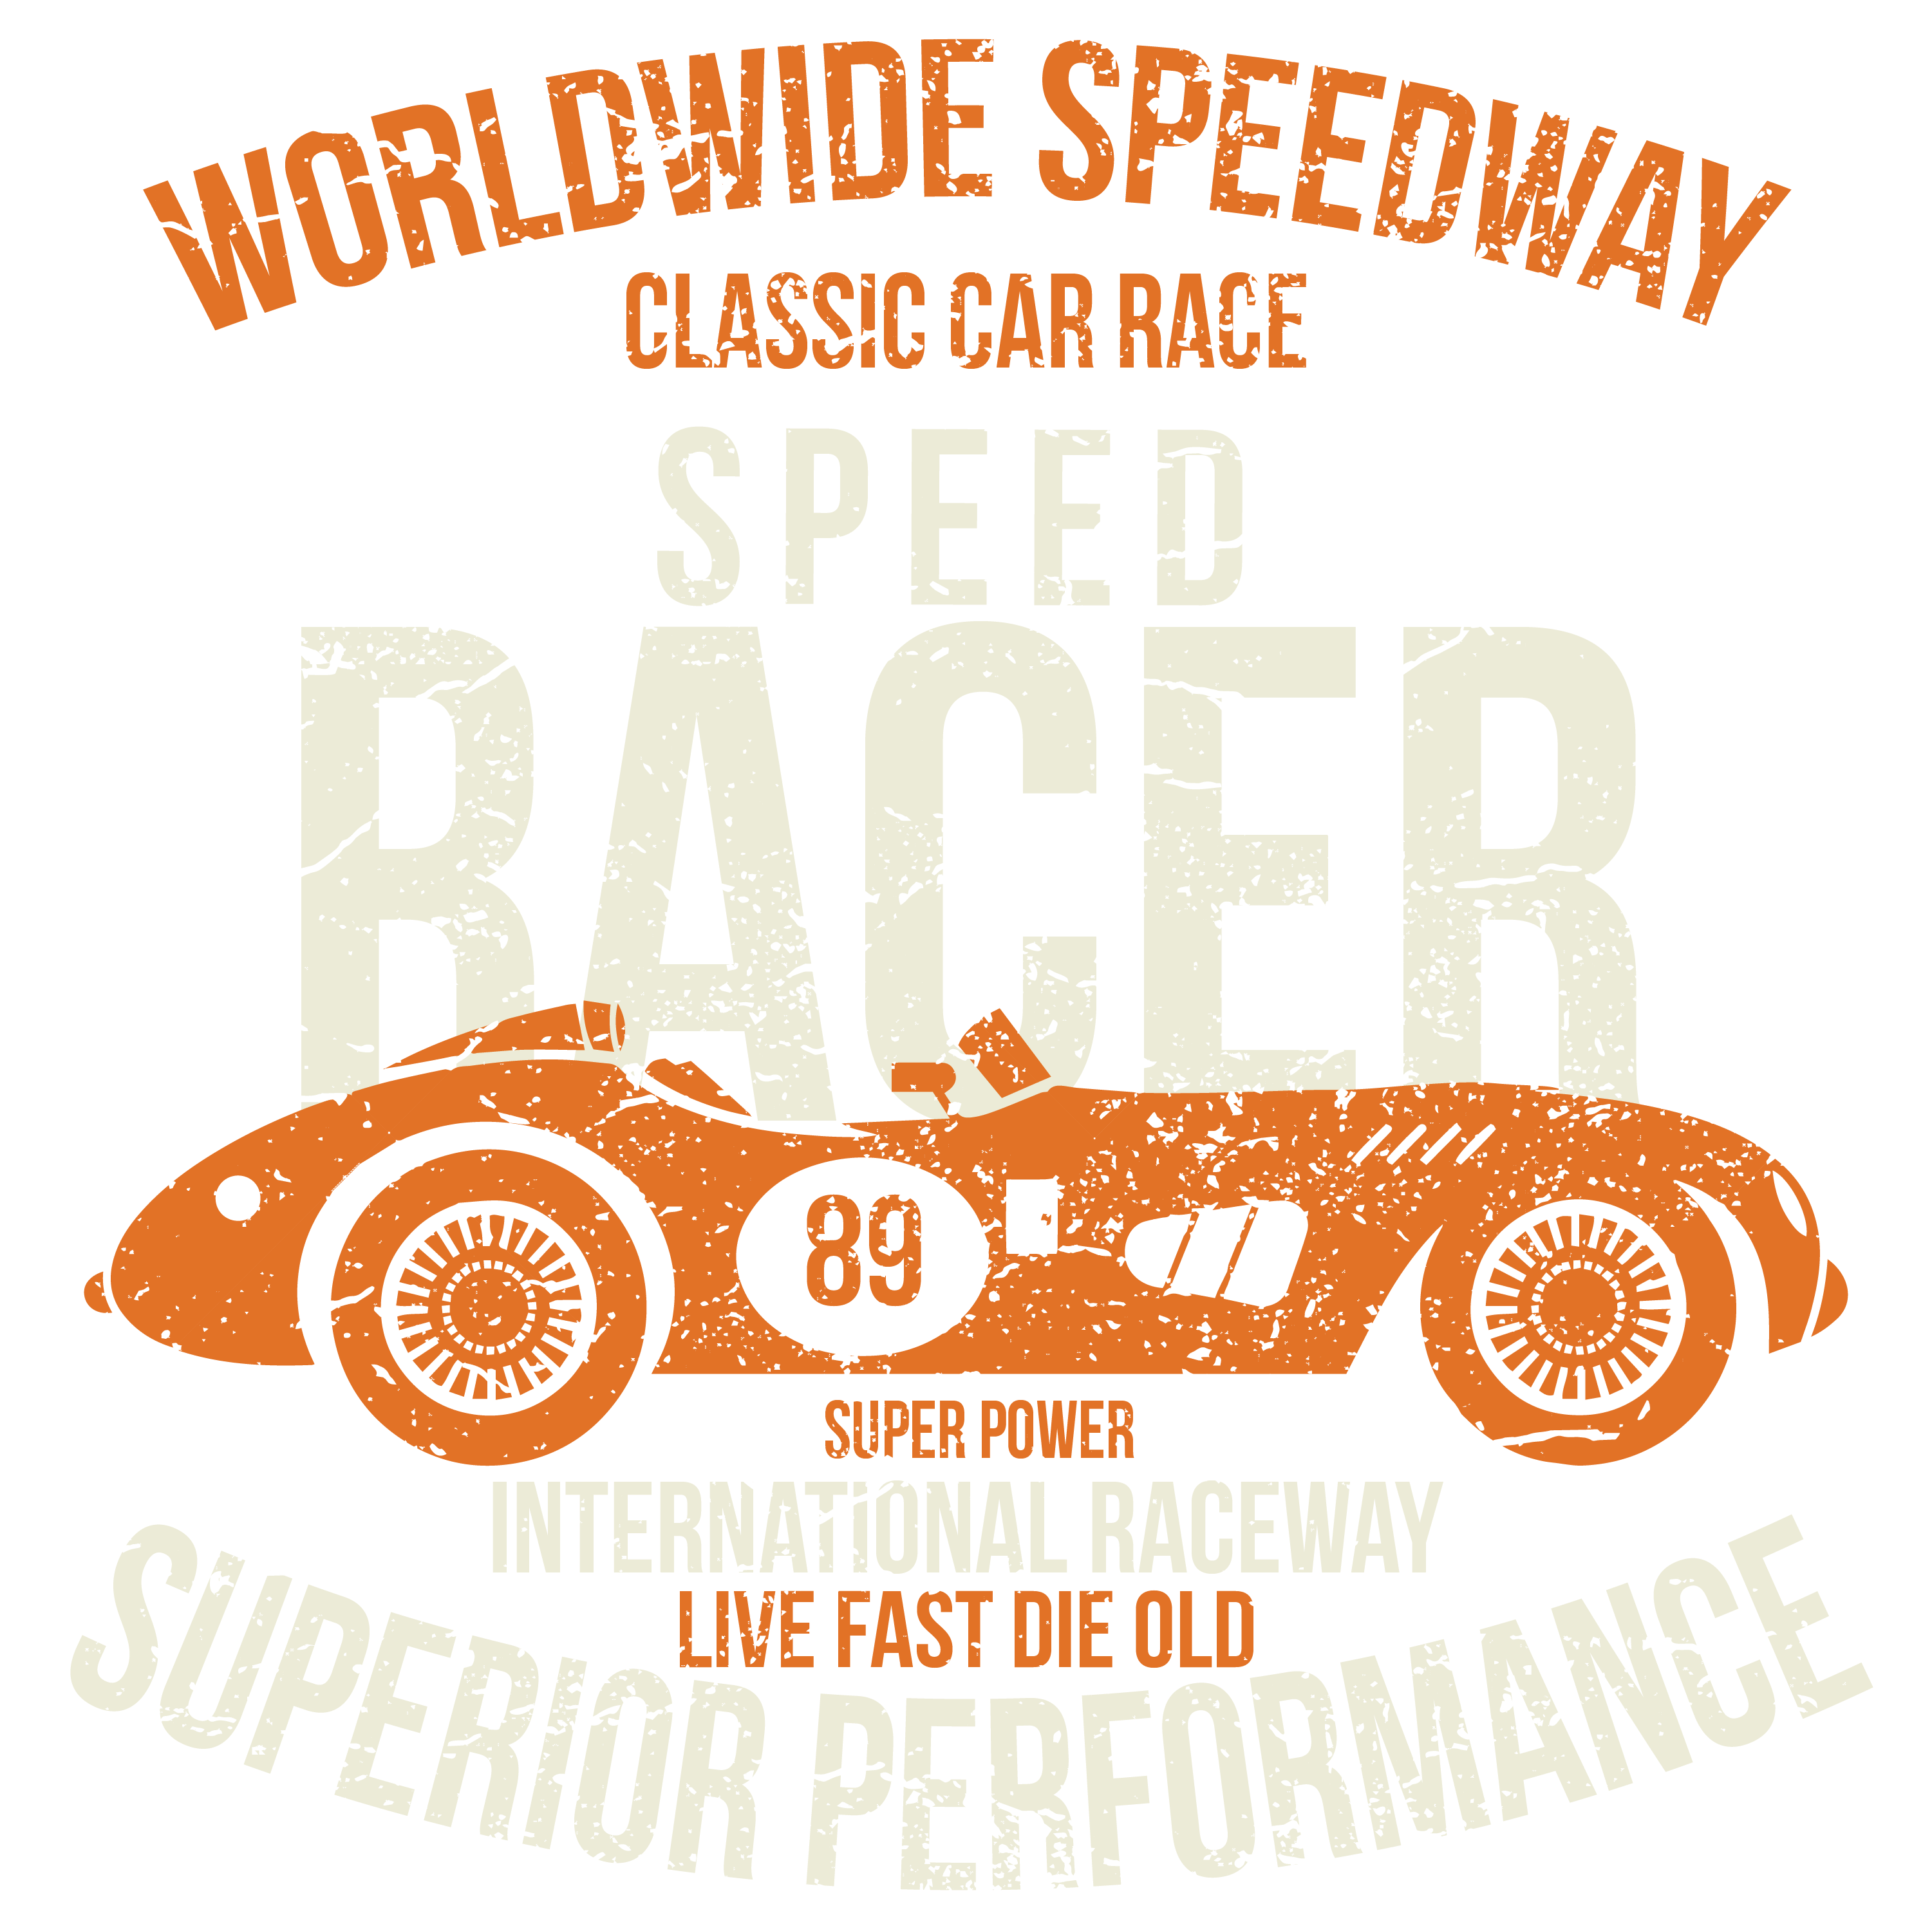 WORLDWIDE SPEEDWAY
CLASSIC CAR RACE
SPEED
RACER
89
SUPER POWER
INTERNATIONAL RACEWAY
LIVE FAST DIE OLD
SUPERIOR PERFORMANCE